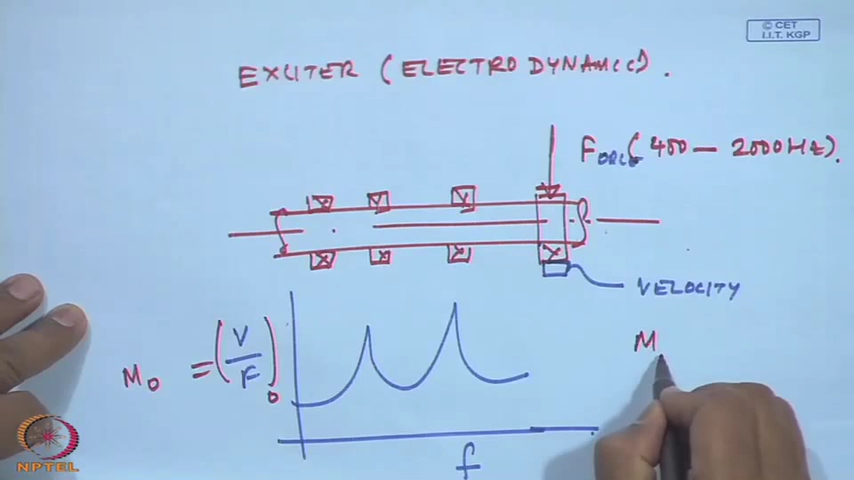 © CET
I.I.T. KGP
EXCITER (ELECTRODYNAMIC).
FORCE (400 — 2000 Hz).
VELOCITY
M₀ = (V/F)₀
M
f
NPTEL